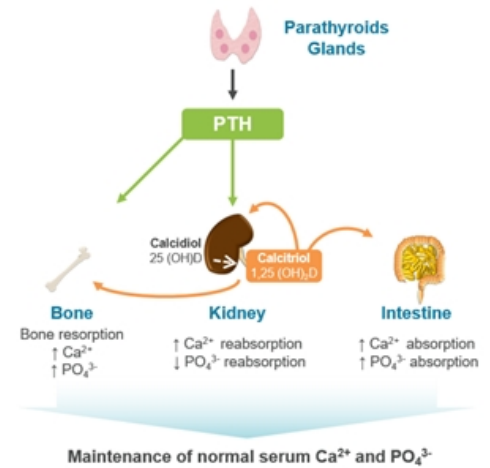 Parathyroids
Glands
PTH
Calcidiol
25 (OH)D
Calcitriol
1,25 (OH)₂D
Bone
Bone resorption
↑ Ca²⁺
↑ PO₄³⁻
Kidney
↑ Ca²⁺ reabsorption
↓ PO₄³⁻ reabsorption
Intestine
↑ Ca²⁺ absorption
↑ PO₄³⁻ absorption
Maintenance of normal serum Ca²⁺ and PO₄³⁻